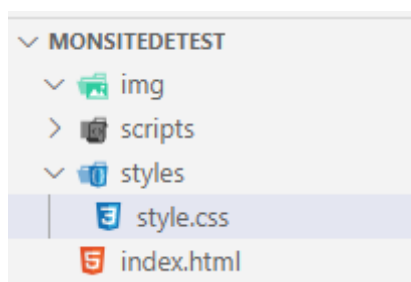 MONSITEDETEST
img
scripts
styles
style.css
index.html